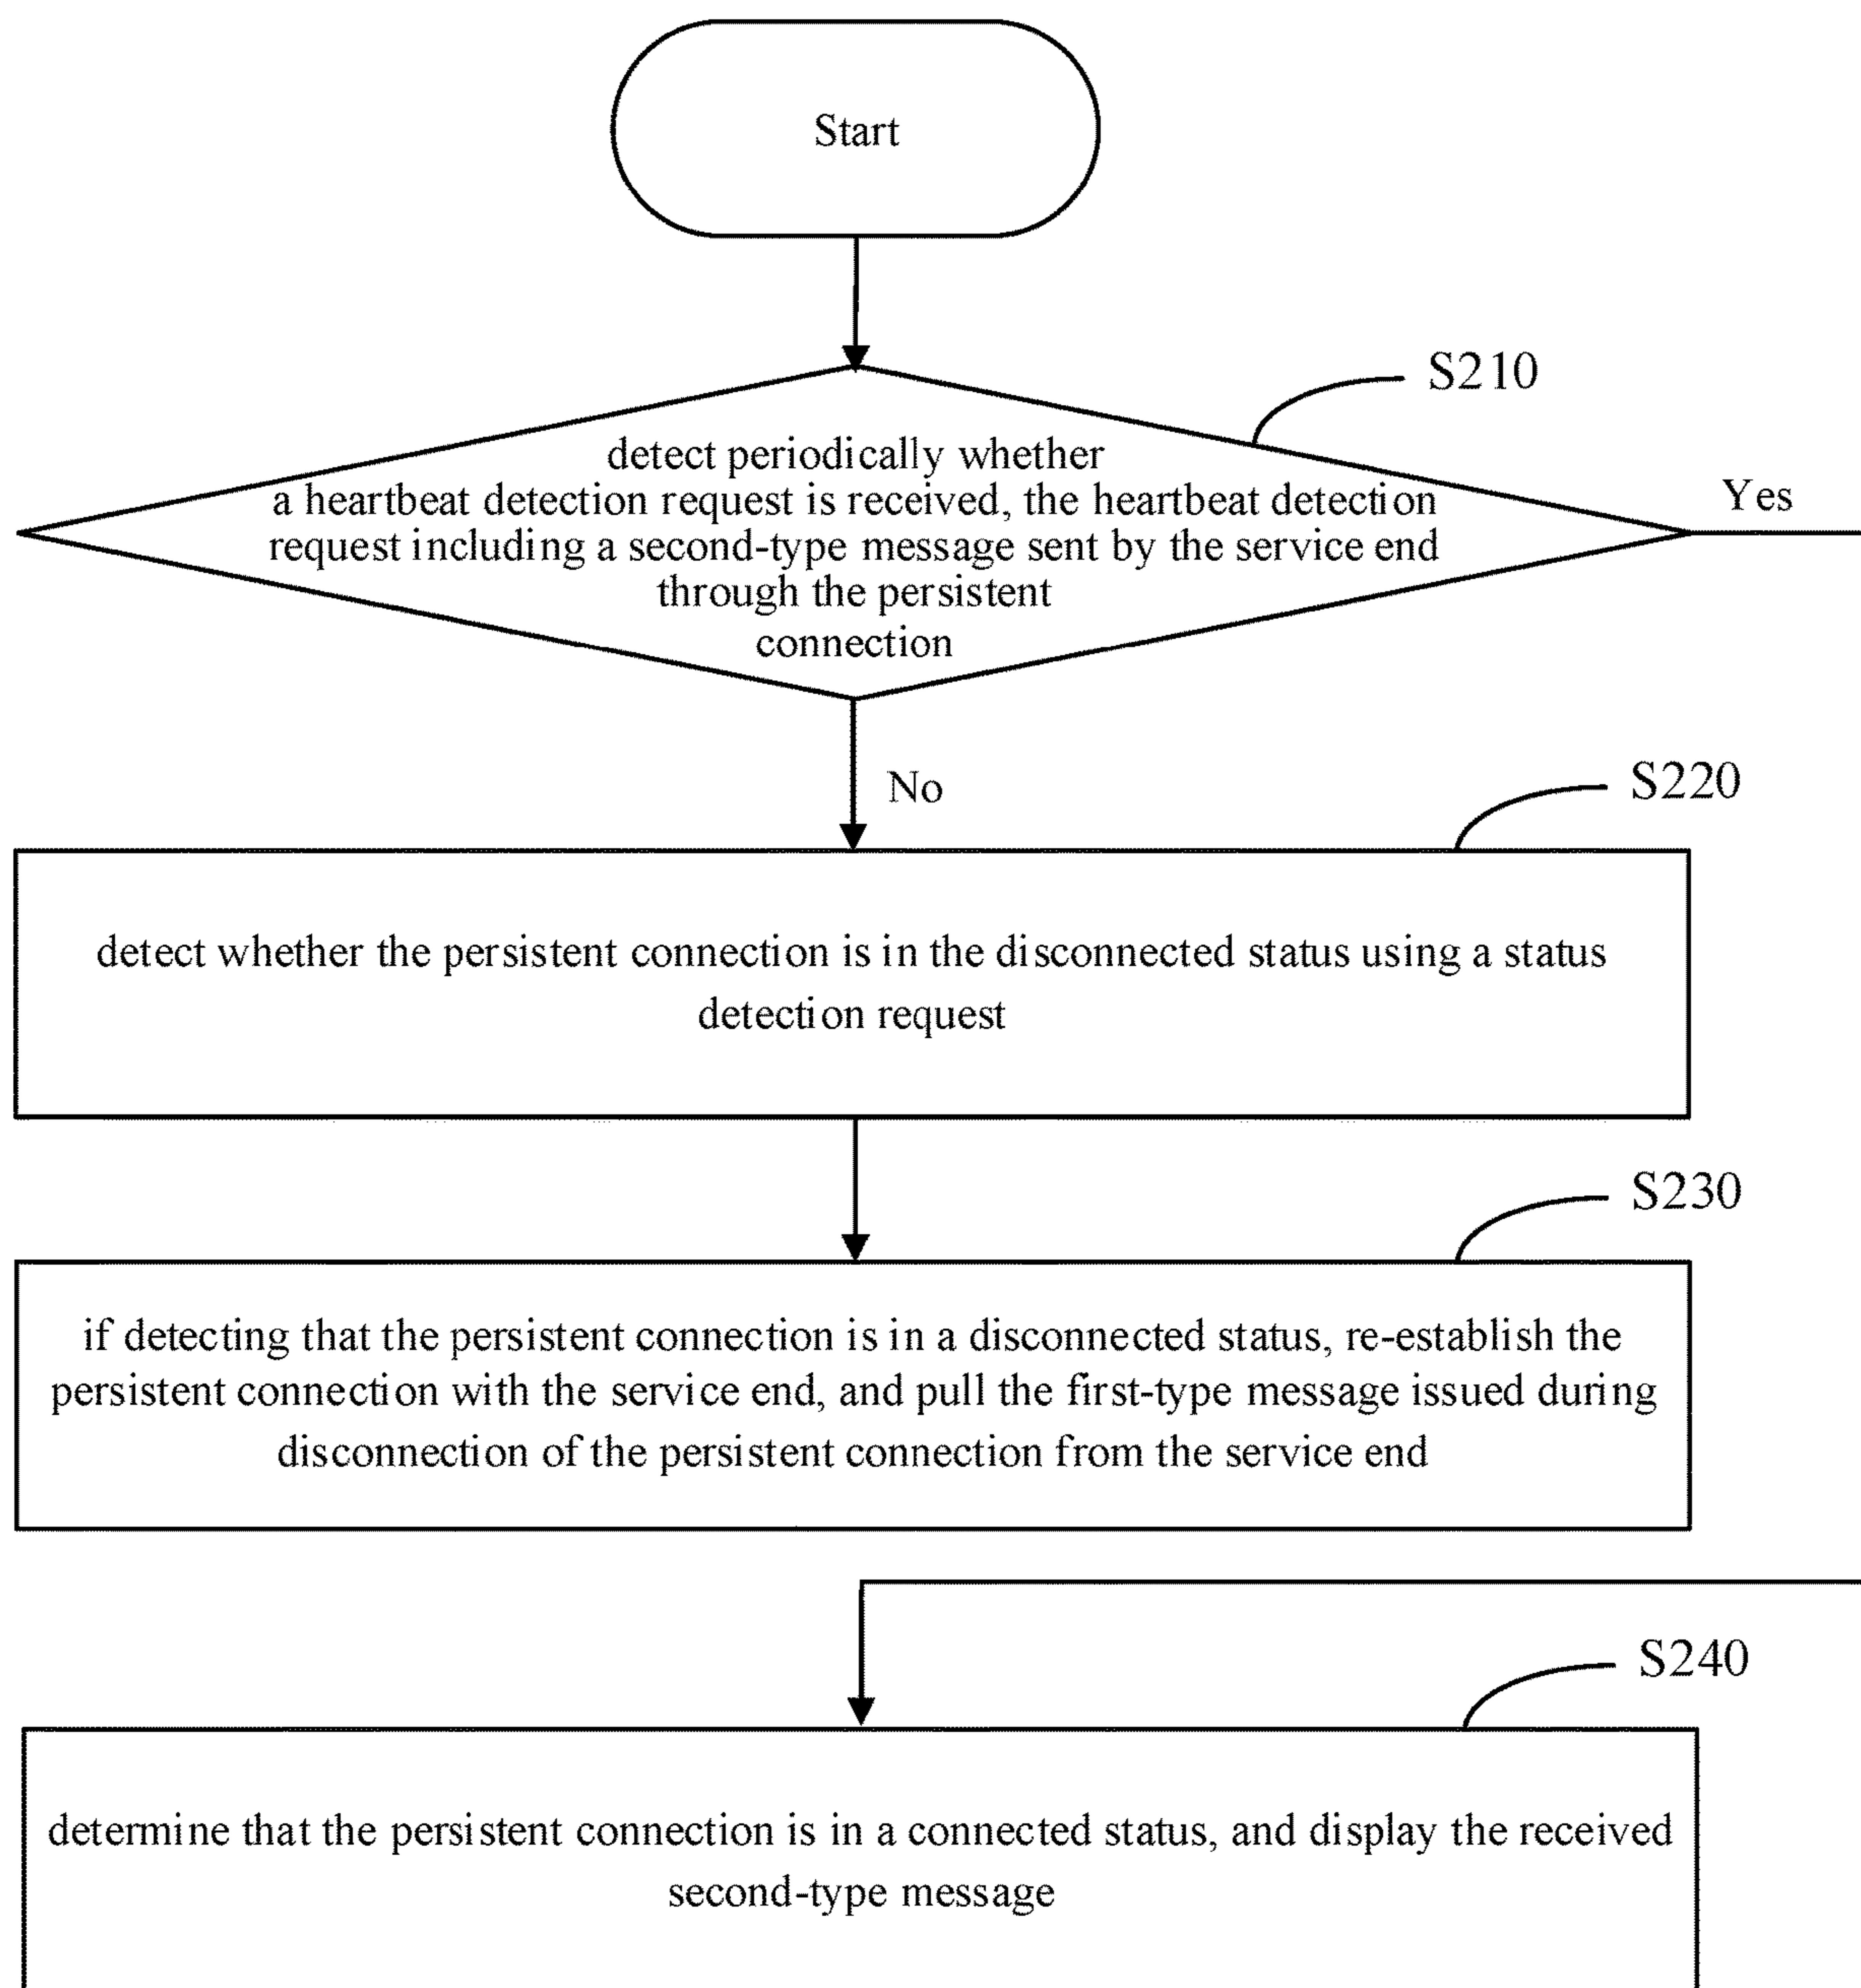 Start
S210
detect periodically whether
a heartbeat detection request is received, the heartbeat detection
request including a second-type message sent by the service end
through the persistent
connection
Yes
No
S220
detect whether the persistent connection is in the disconnected status using a status
detection request
S230
if detecting that the persistent connection is in a disconnected status, re-establish the
persistent connection with the service end, and pull the first-type message issued during
disconnection of the persistent connection from the service end
S240
determine that the persistent connection is in a connected status, and display the received
second-type message